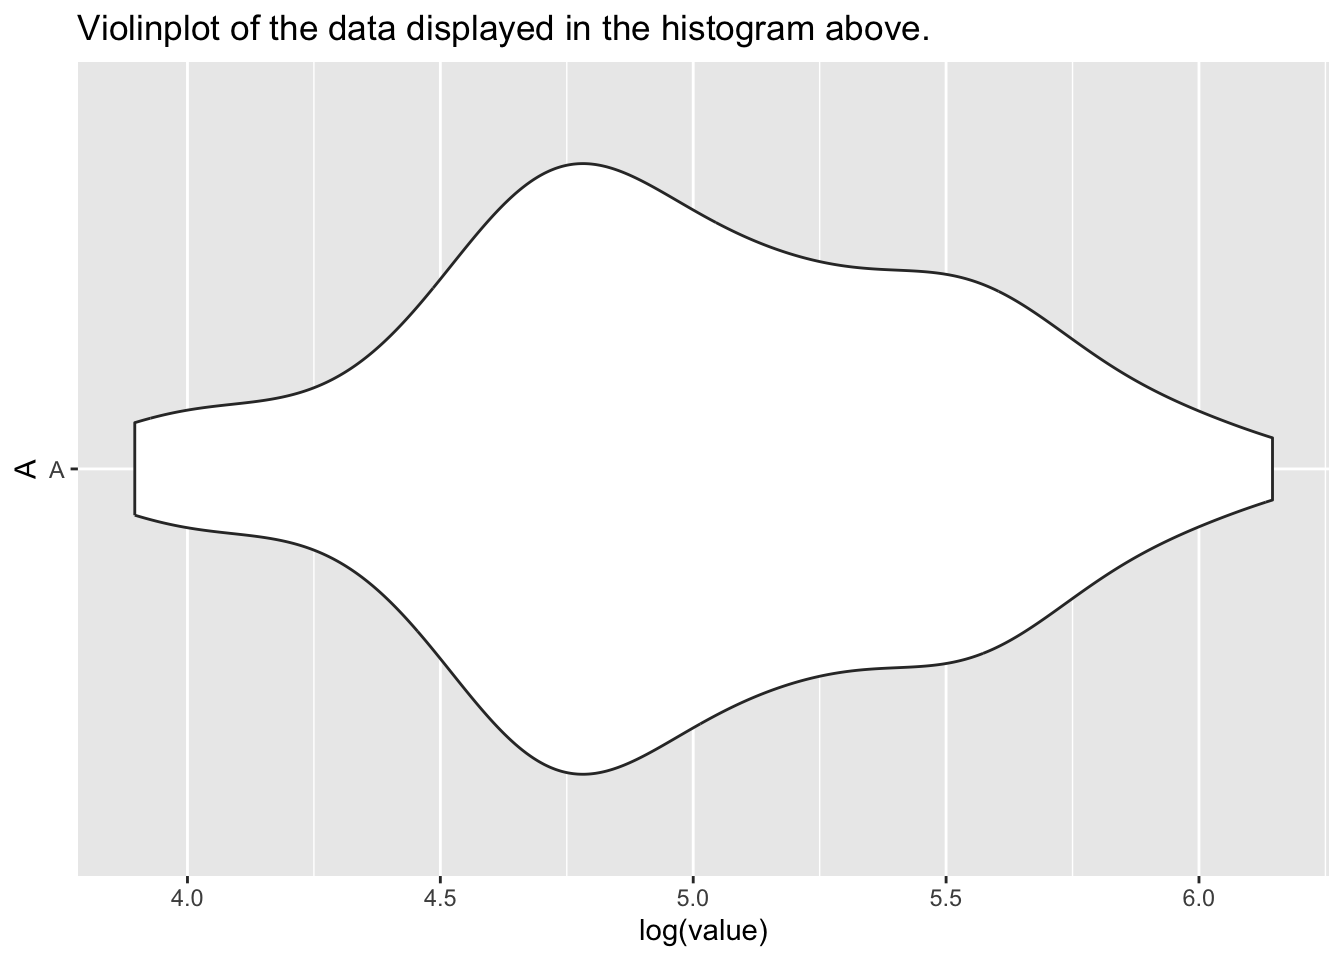 Violinplot of the data displayed in the histogram above.
A
A
4.0 4.5 5.0 5.5 6.0
log(value)